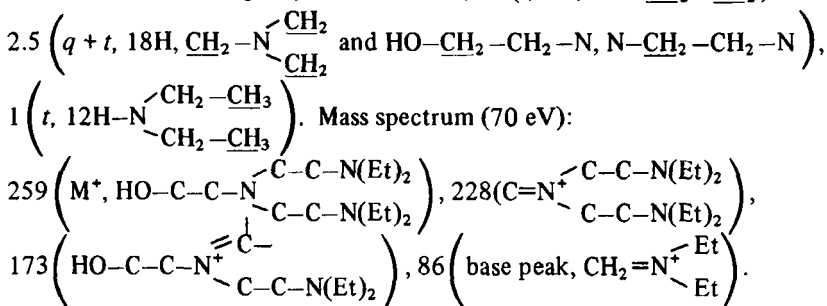 2.5 (q + t, 18H, CH₂–N(CH₂)(CH₂) and HO–CH₂–CH₂–N, N–CH₂–CH₂–N),
1 (t, 12H–N(CH₂–CH₃)(CH₂–CH₃)). Mass spectrum (70 eV):
259 (M⁺, HO–C–C–N(C–C–N(Et)₂)(C–C–N(Et)₂)), 228(C=N⁺(C–C–N(Et)₂)(C–C–N(Et)₂)),
173 (HO–C–C–N⁺(=C–)(C–C–N(Et)₂)), 86 (base peak, CH₂=N⁺(Et)(Et)).